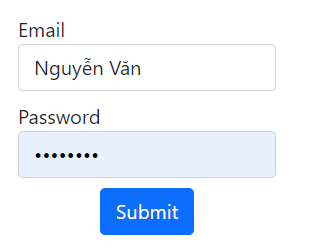 Email
Nguyễn Văn
Password
••••••••
Submit